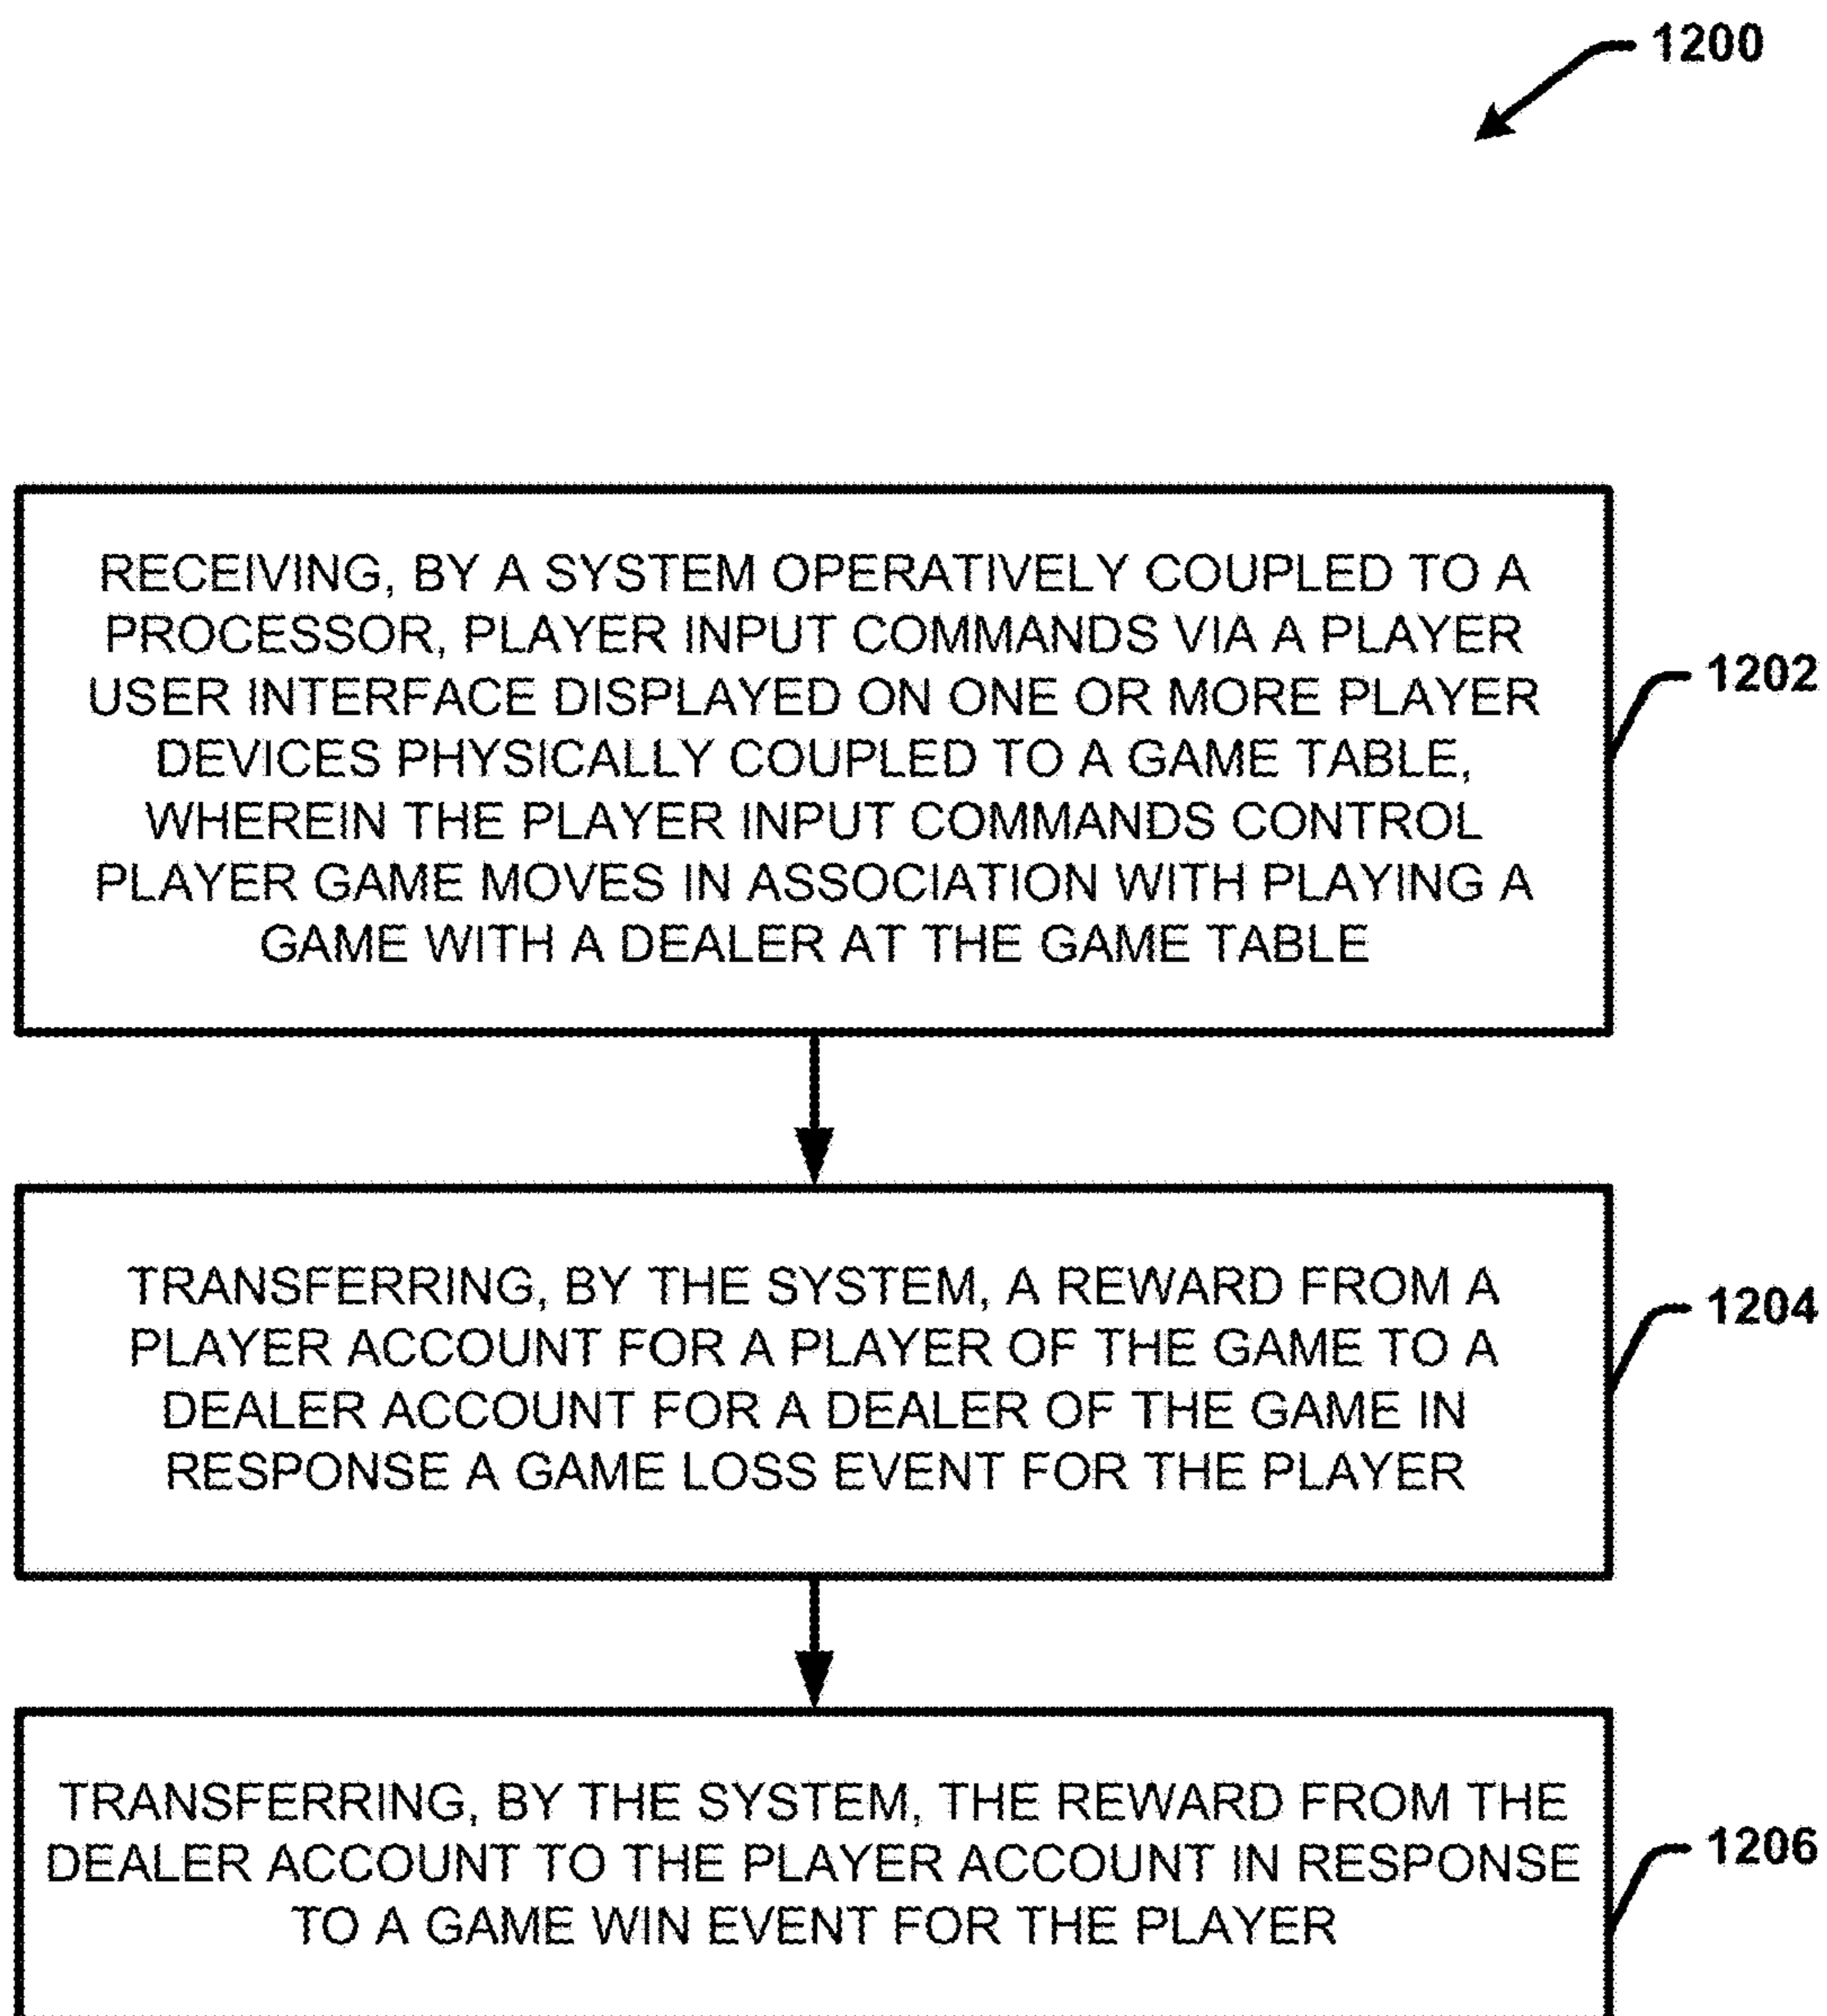 1200
RECEIVING, BY A SYSTEM OPERATIVELY COUPLED TO A
PROCESSOR, PLAYER INPUT COMMANDS VIA A PLAYER
USER INTERFACE DISPLAYED ON ONE OR MORE PLAYER
DEVICES PHYSICALLY COUPLED TO A GAME TABLE,
WHEREIN THE PLAYER INPUT COMMANDS CONTROL
PLAYER GAME MOVES IN ASSOCIATION WITH PLAYING A
GAME WITH A DEALER AT THE GAME TABLE
1202
TRANSFERRING, BY THE SYSTEM, A REWARD FROM A
PLAYER ACCOUNT FOR A PLAYER OF THE GAME TO A
DEALER ACCOUNT FOR A DEALER OF THE GAME IN
RESPONSE A GAME LOSS EVENT FOR THE PLAYER
1204
TRANSFERRING, BY THE SYSTEM, THE REWARD FROM THE
DEALER ACCOUNT TO THE PLAYER ACCOUNT IN RESPONSE
TO A GAME WIN EVENT FOR THE PLAYER
1206